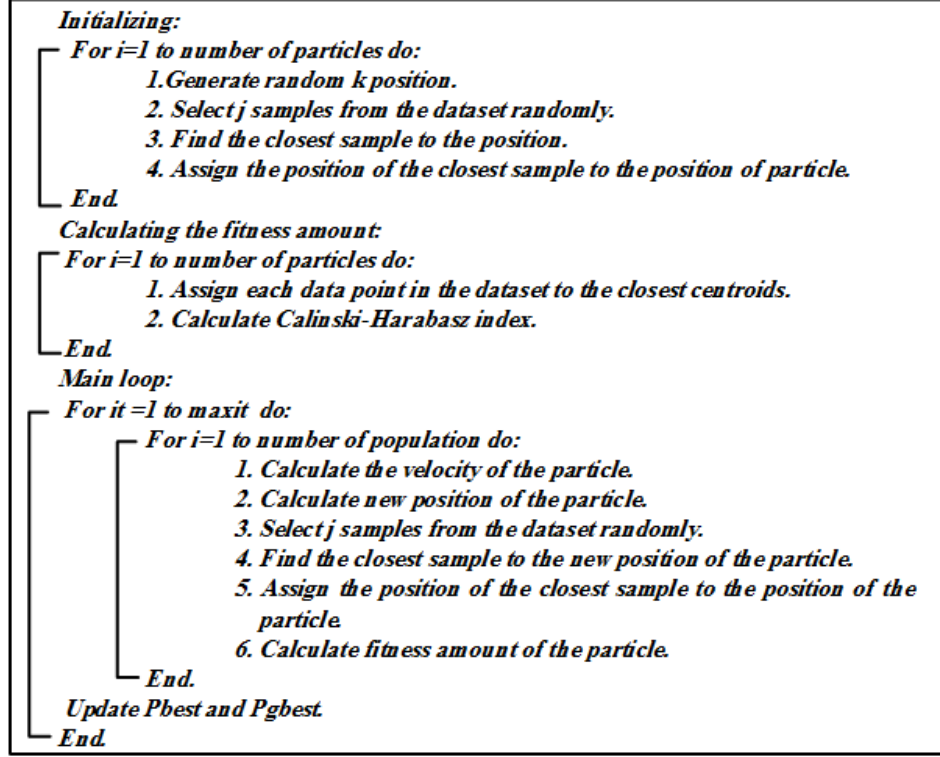 Initializing:
For i=1 to number of particles do:
1.Generate random k position.
2. Select j samples from the dataset randomly.
3. Find the closest sample to the position.
4. Assign the position of the closest sample to the position of particle.
End.
Calculating the fitness amount:
For i=1 to number of particles do:
1. Assign each data point in the dataset to the closest centroids.
2. Calculate Calinski-Harabasz index.
End.
Main loop:
For it =1 to maxit do:
For i=1 to number of population do:
1. Calculate the velocity of the particle.
2. Calculate new position of the particle.
3. Select j samples from the dataset randomly.
4. Find the closest sample to the new position of the particle.
5. Assign the position of the closest sample to the position of the
particle.
6. Calculate fitness amount of the particle.
End.
Update Pbest and Pgbest.
End.